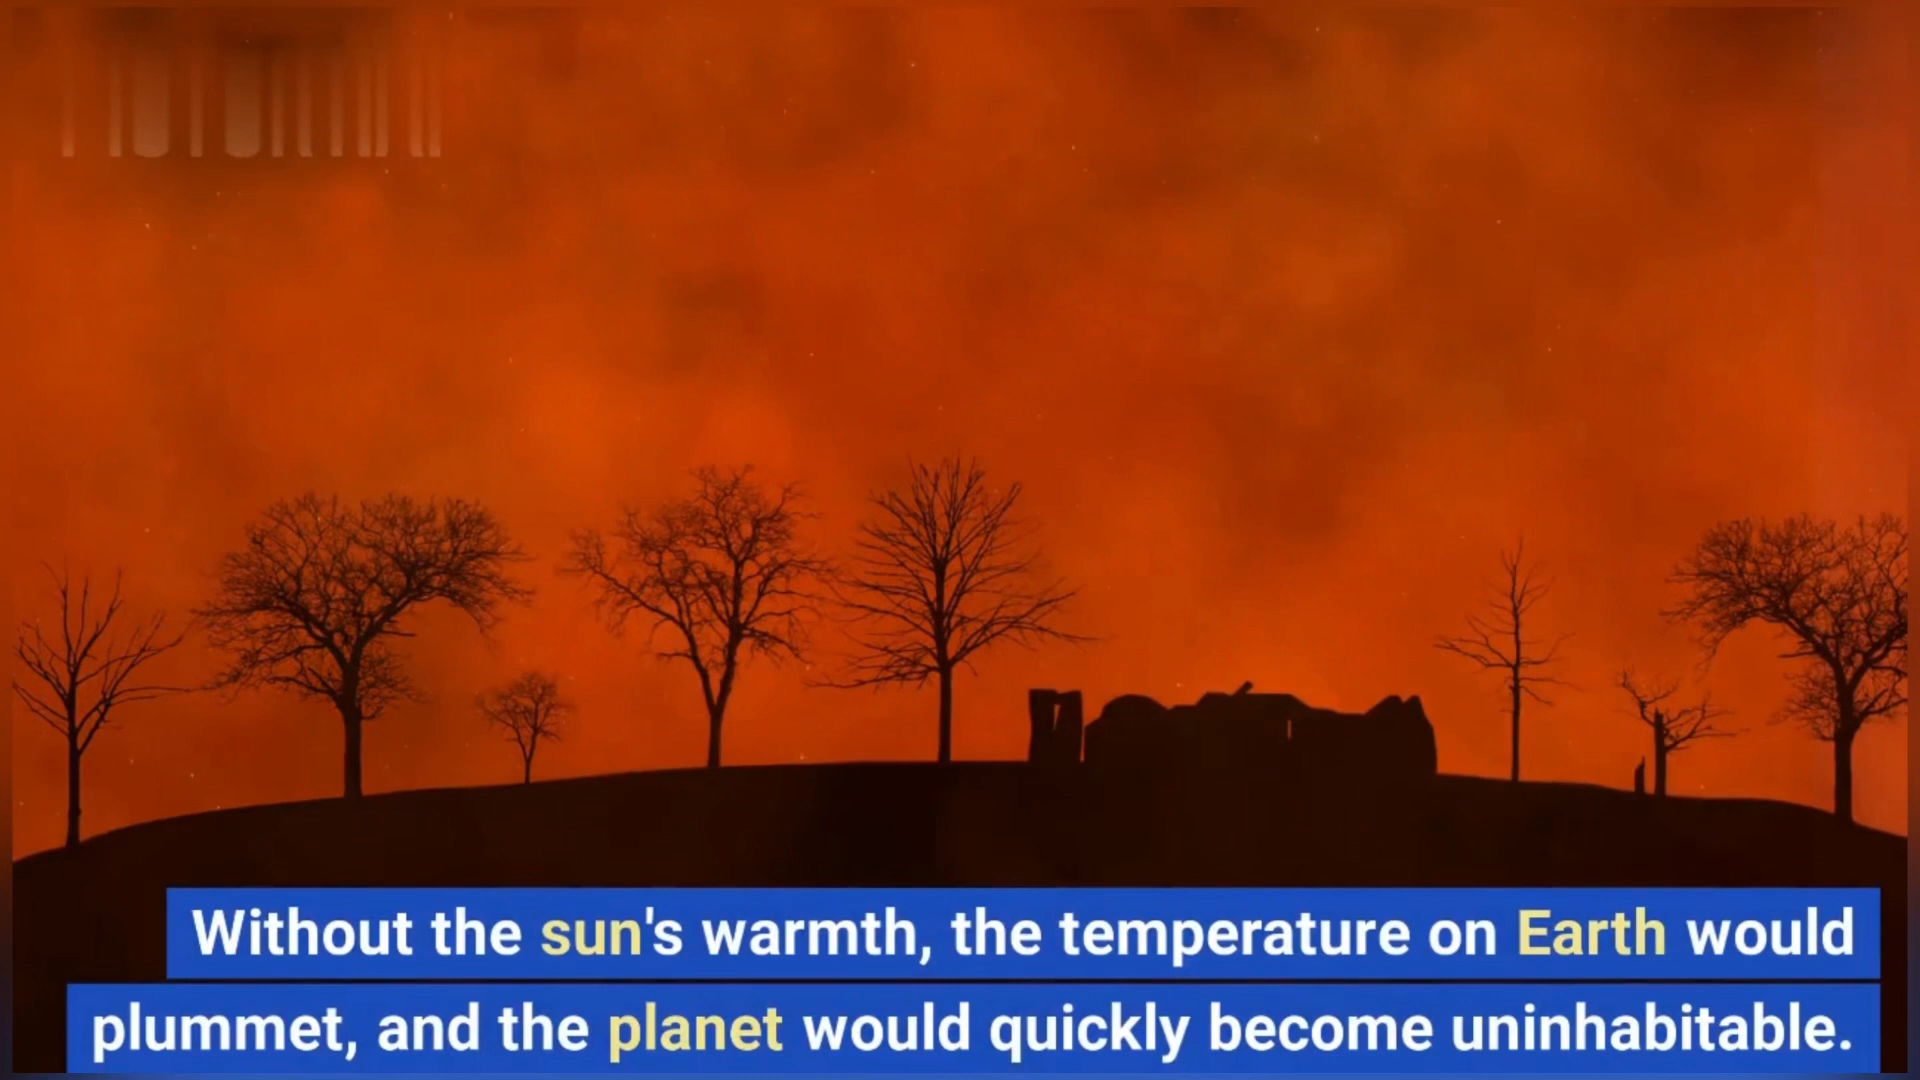 Without the sun's warmth, the temperature on Earth would
plummet, and the planet would quickly become uninhabitable.